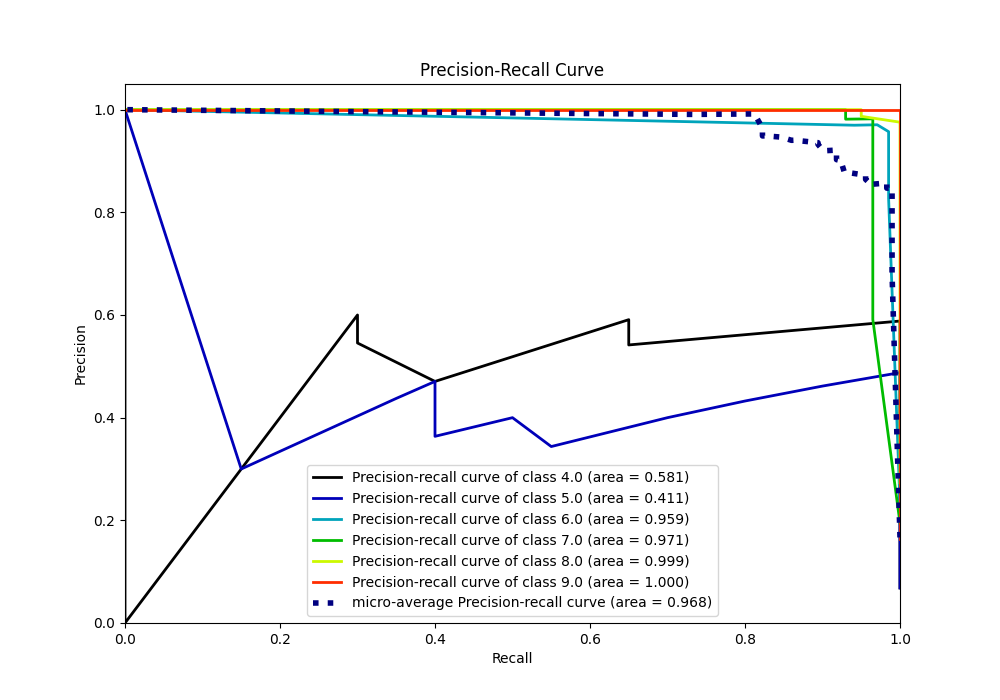 Precision-Recall Curve
Precision
1.0
0.8
0.6
0.4
0.2
0.0
Precision-recall curve of class 4.0 (area = 0.581)
Precision-recall curve of class 5.0 (area = 0.411)
Precision-recall curve of class 6.0 (area = 0.959)
Precision-recall curve of class 7.0 (area = 0.971)
Precision-recall curve of class 8.0 (area = 0.999)
Precision-recall curve of class 9.0 (area = 1.000)
micro-average Precision-recall curve (area = 0.968)
0.0 0.2 0.4 0.6 0.8 1.0
Recall